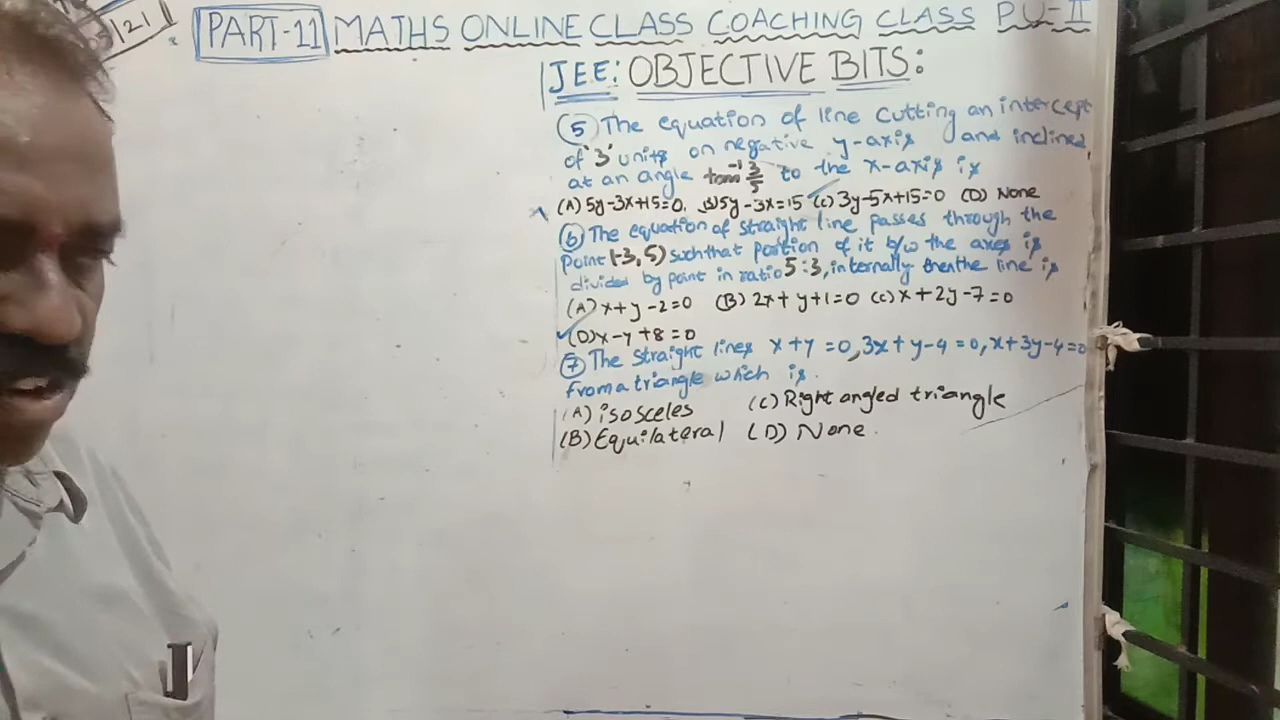 /21
PART-11 MATHS ONLINE CLASS COACHING CLASS P.U-II
JEE: OBJECTIVE BITS:
(5) The equation of line cutting an intercept
of '3' units on negative y-axis and inclined
at an angle tan⁻¹ 3/5 to the x-axis is
(A) 5y-3x+15=0. (B) 5y-3x=15 (C) 3y-5x+15=0 (D) None
(6) The equation of straight line passes through the
point (-3, 5) such that portion of it b/w the axes is
divided by point in ratio 5:3, internally then the line is
(A) x+y-2=0 (B) 2x+y+1=0 (C) x+2y-7=0
(D) x-y+8=0
(7) The straight lines x+y=0, 3x+y-4=0, x+3y-4=0
from a triangle which is.
(A) isosceles (C) Right angled triangle
(B) Equilateral (D) None.